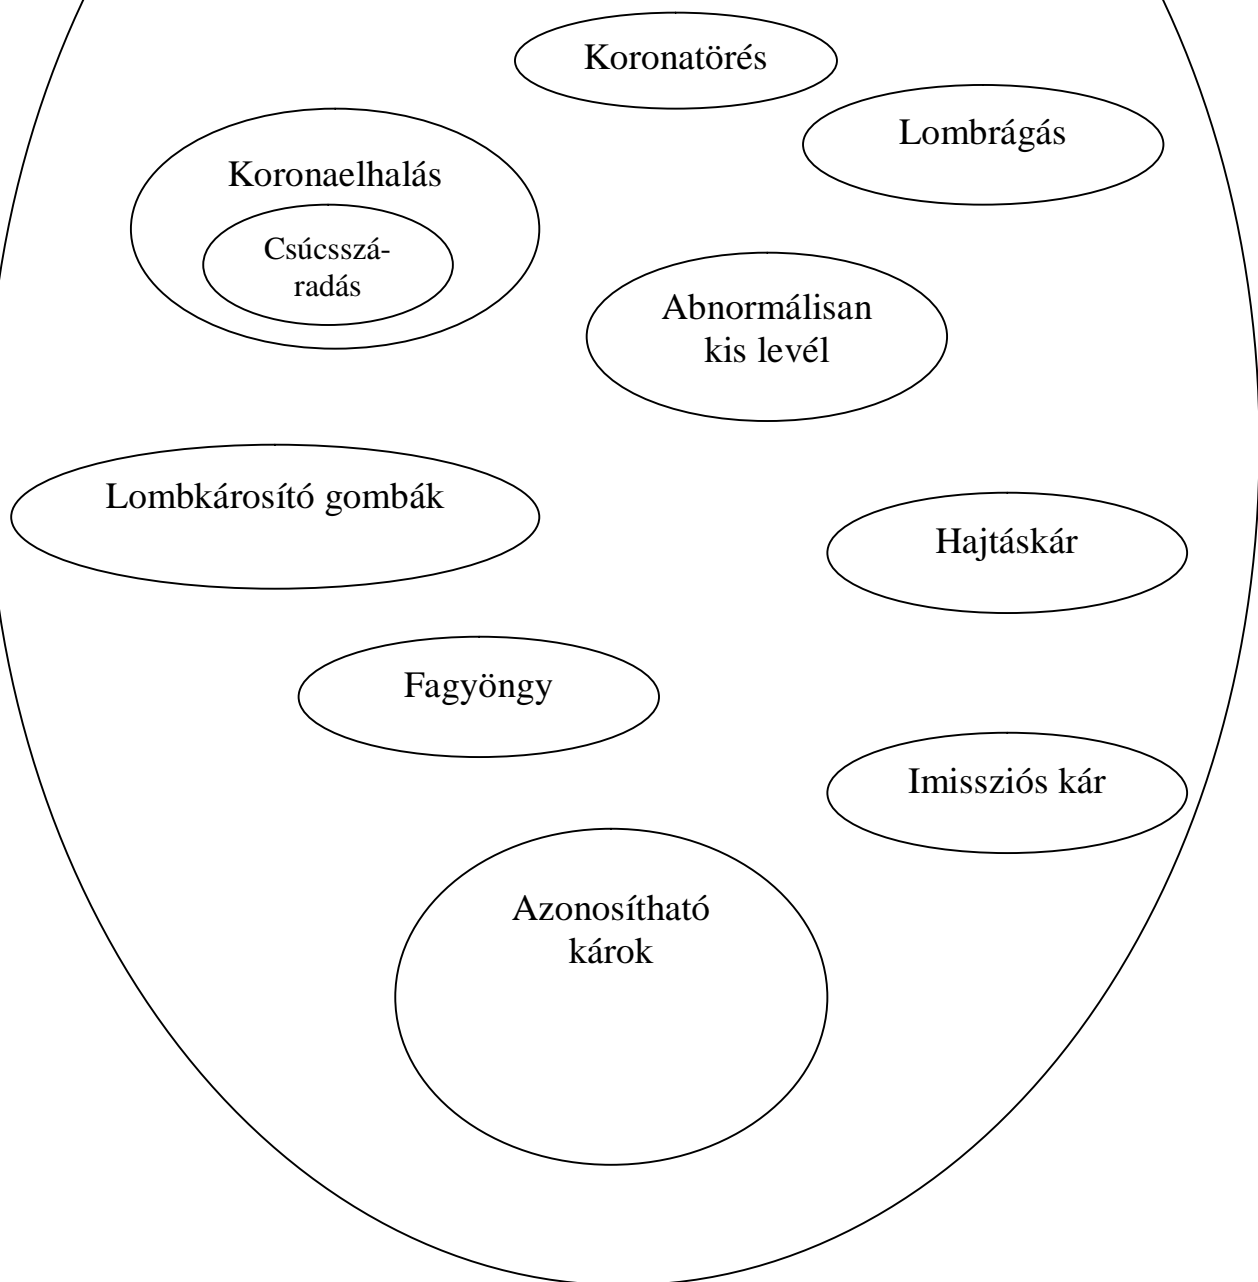 Koronatörés
Lombrágás
Koronaelhalás
Csúcsszá-
radás
Abnormálisan
kis levél
Lombkárosító gombák
Hajtáskár
Fagyöngy
Imissziós kár
Azonosítható
károk